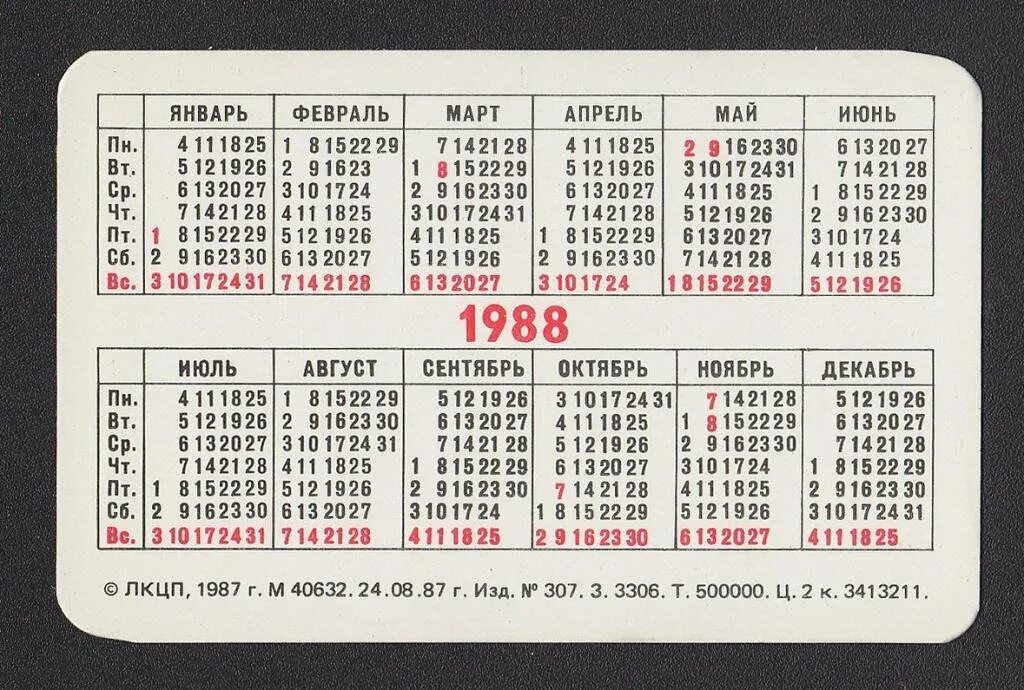 ЯНВАРЬ ФЕВРАЛЬ МАРТ АПРЕЛЬ МАЙ ИЮНЬ
Пн. 4 11 18 25 1 8 15 22 29 7 14 21 28 4 11 18 25 2 9 16 23 30 6 13 20 27
Вт. 5 12 19 26 2 9 16 23 1 8 15 22 29 5 12 19 26 3 10 17 24 31 7 14 21 28
Ср. 6 13 20 27 3 10 17 24 2 9 16 23 30 6 13 20 27 4 11 18 25 1 8 15 22 29
Чт. 7 14 21 28 4 11 18 25 3 10 17 24 31 7 14 21 28 5 12 19 26 2 9 16 23 30
Пт. 1 8 15 22 29 5 12 19 26 4 11 18 25 1 8 15 22 29 6 13 20 27 3 10 17 24
Сб. 2 9 16 23 30 6 13 20 27 5 12 19 26 2 9 16 23 30 7 14 21 28 4 11 18 25
Вс. 3 10 17 24 31 7 14 21 28 6 13 20 27 3 10 17 24 1 8 15 22 29 5 12 19 26
1988
ИЮЛЬ АВГУСТ СЕНТЯБРЬ ОКТЯБРЬ НОЯБРЬ ДЕКАБРЬ
Пн. 4 11 18 25 1 8 15 22 29 5 12 19 26 3 10 17 24 31 7 14 21 28 5 12 19 26
Вт. 5 12 19 26 2 9 16 23 30 6 13 20 27 4 11 18 25 1 8 15 22 29 6 13 20 27
Ср. 6 13 20 27 3 10 17 24 31 7 14 21 28 5 12 19 26 2 9 16 23 30 7 14 21 28
Чт. 7 14 21 28 4 11 18 25 1 8 15 22 29 6 13 20 27 3 10 17 24 1 8 15 22 29
Пт. 1 8 15 22 29 5 12 19 26 2 9 16 23 30 7 14 21 28 4 11 18 25 2 9 16 23 30
Сб. 2 9 16 23 30 6 13 20 27 3 10 17 24 1 8 15 22 29 5 12 19 26 3 10 17 24 31
Вс. 3 10 17 24 31 7 14 21 28 4 11 18 25 2 9 16 23 30 6 13 20 27 4 11 18 25
© ЛКЦП, 1987 г. М 40632. 24.08.87 г. Изд. № 307. З. 3306. Т. 500000. Ц. 2 к. 3413211.